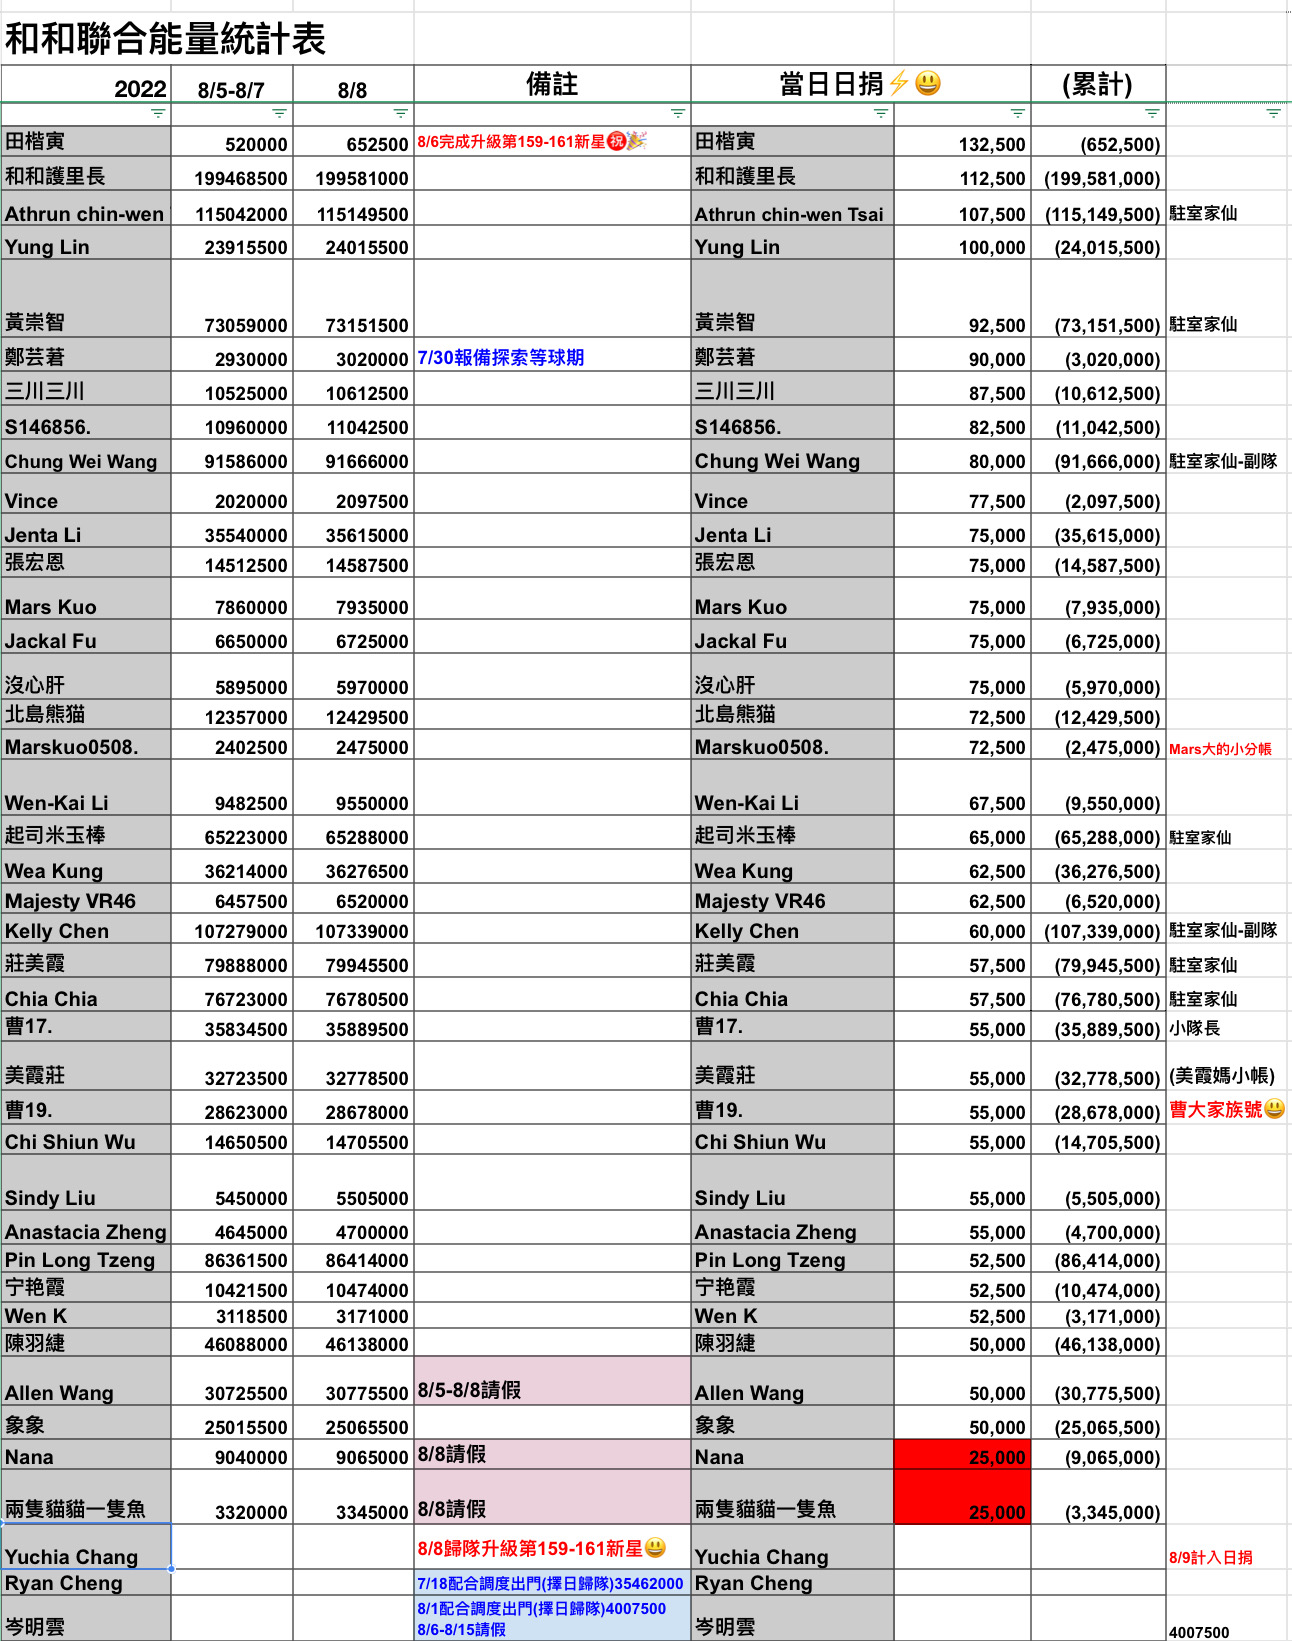 和和聯合能量統計表
2022 8/5-8/7 8/8 備註 當日日捐⚡😃 (累計)
田楷寅 520000 652500 8/6完成升級第159-161新星㊗️🎉 田楷寅 132,500 (652,500)
和和護里長 199468500 199581000 和和護里長 112,500 (199,581,000)
Athrun chin-wen 115042000 115149500 Athrun chin-wen Tsai 107,500 (115,149,500) 駐室家仙
Yung Lin 23915500 24015500 Yung Lin 100,000 (24,015,500)
黃崇智 73059000 73151500 黃崇智 92,500 (73,151,500) 駐室家仙
鄭芸著 2930000 3020000 7/30報備探索等球期 鄭芸著 90,000 (3,020,000)
三川三川 10525000 10612500 三川三川 87,500 (10,612,500)
S146856. 10960000 11042500 S146856. 82,500 (11,042,500)
Chung Wei Wang 91586000 91666000 Chung Wei Wang 80,000 (91,666,000) 駐室家仙-副隊
Vince 2020000 2097500 Vince 77,500 (2,097,500)
Jenta Li 35540000 35615000 Jenta Li 75,000 (35,615,000)
張宏恩 14512500 14587500 張宏恩 75,000 (14,587,500)
Mars Kuo 7860000 7935000 Mars Kuo 75,000 (7,935,000)
Jackal Fu 6650000 6725000 Jackal Fu 75,000 (6,725,000)
沒心肝 5895000 5970000 沒心肝 75,000 (5,970,000)
北島熊猫 12357000 12429500 北島熊猫 72,500 (12,429,500)
Marskuo0508. 2402500 2475000 Marskuo0508. 72,500 (2,475,000) Mars大的小分帳
Wen-Kai Li 9482500 9550000 Wen-Kai Li 67,500 (9,550,000)
起司米玉棒 65223000 65288000 起司米玉棒 65,000 (65,288,000) 駐室家仙
Wea Kung 36214000 36276500 Wea Kung 62,500 (36,276,500)
Majesty VR46 6457500 6520000 Majesty VR46 62,500 (6,520,000)
Kelly Chen 107279000 107339000 Kelly Chen 60,000 (107,339,000) 駐室家仙-副隊
莊美霞 79888000 79945500 莊美霞 57,500 (79,945,500) 駐室家仙
Chia Chia 76723000 76780500 Chia Chia 57,500 (76,780,500) 駐室家仙
曹17. 35834500 35889500 曹17. 55,000 (35,889,500) 小隊長
美霞莊 32723500 32778500 美霞莊 55,000 (32,778,500) (美霞媽小帳)
曹19. 28623000 28678000 曹19. 55,000 (28,678,000) 曹大家族號😃
Chi Shiun Wu 14650500 14705500 Chi Shiun Wu 55,000 (14,705,500)
Sindy Liu 5450000 5505000 Sindy Liu 55,000 (5,505,000)
Anastacia Zheng 4645000 4700000 Anastacia Zheng 55,000 (4,700,000)
Pin Long Tzeng 86361500 86414000 Pin Long Tzeng 52,500 (86,414,000)
宁艳霞 10421500 10474000 宁艳霞 52,500 (10,474,000)
Wen K 3118500 3171000 Wen K 52,500 (3,171,000)
陳羽緁 46088000 46138000 陳羽緁 50,000 (46,138,000)
Allen Wang 30725500 30775500 8/5-8/8請假 Allen Wang 50,000 (30,775,500)
象象 25015500 25065500 象象 50,000 (25,065,500)
Nana 9040000 9065000 8/8請假 Nana 25,000 (9,065,000)
兩隻貓貓一隻魚 3320000 3345000 8/8請假 兩隻貓貓一隻魚 25,000 (3,345,000)
Yuchia Chang 8/8歸隊升級第159-161新星😃 Yuchia Chang 8/9計入日捐
Ryan Cheng 7/18配合調度出門(擇日歸隊)35462000 Ryan Cheng
8/1配合調度出門(擇日歸隊)4007500
岑明雲 8/6-8/15請假 岑明雲 4007500